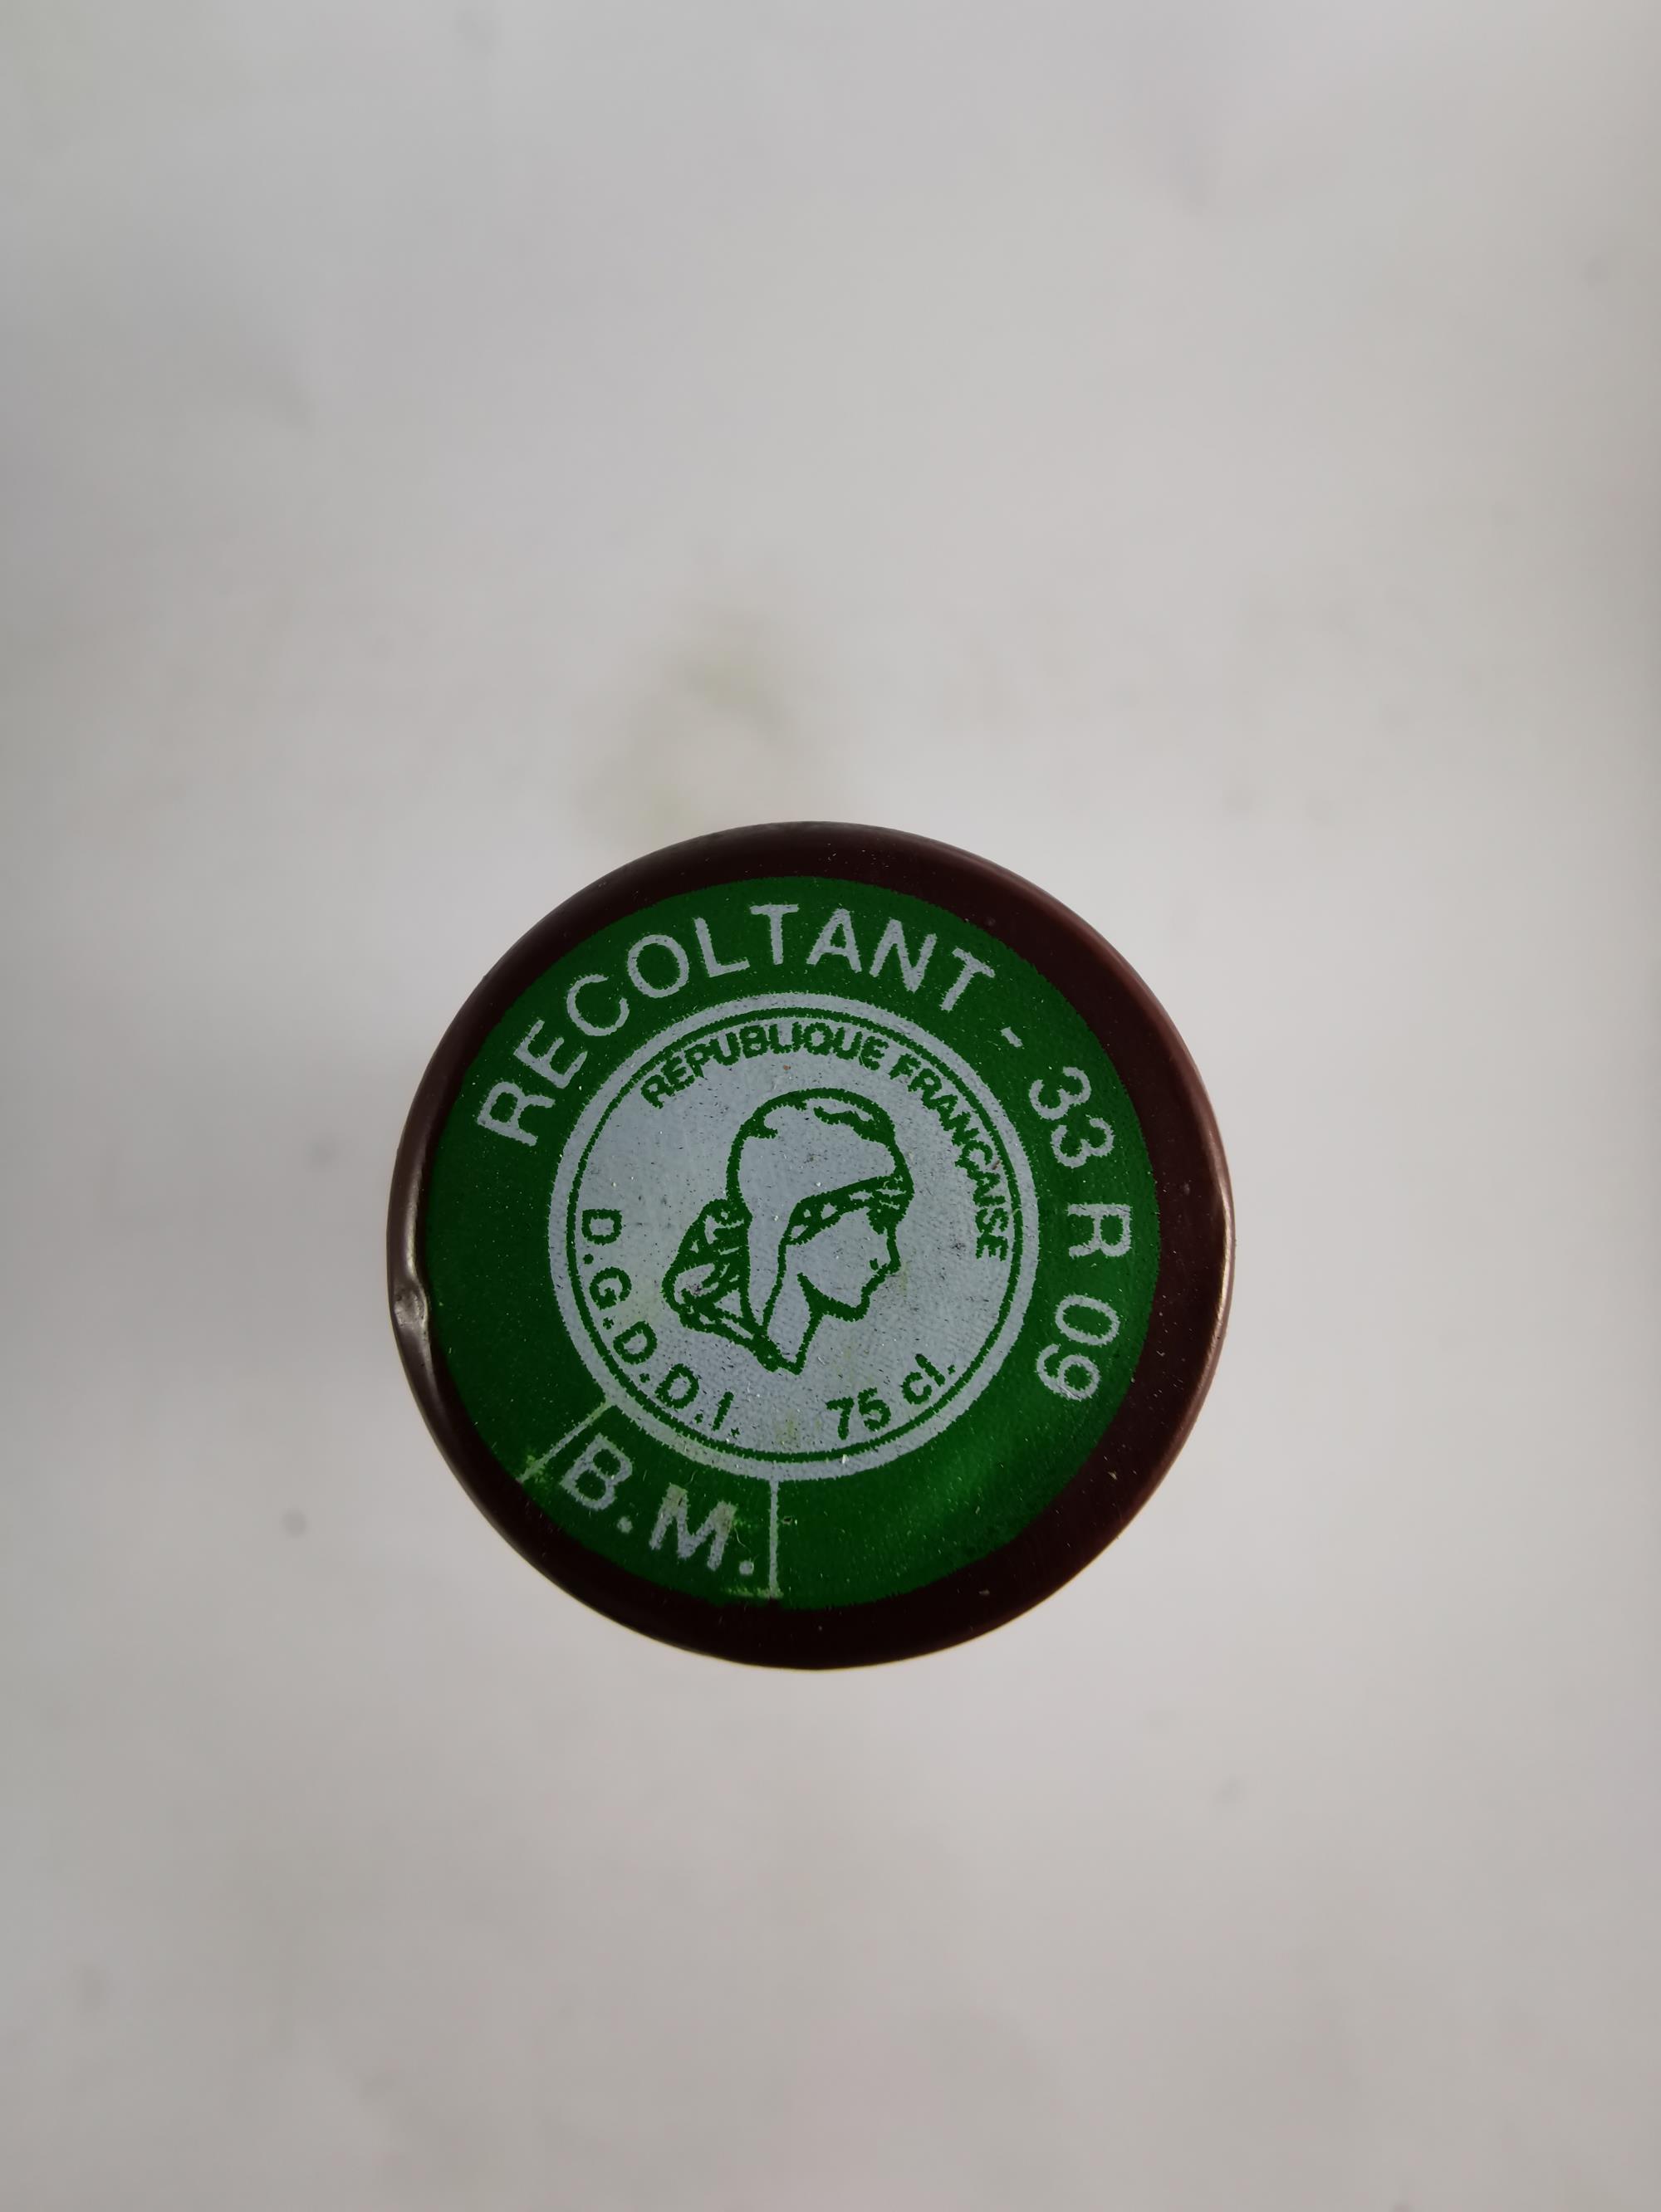 RECOLTANT - 33 R 09
RÉPUBLIQUE FRANÇAISE
D.G.D.D.I.
75 cl.
B.M.